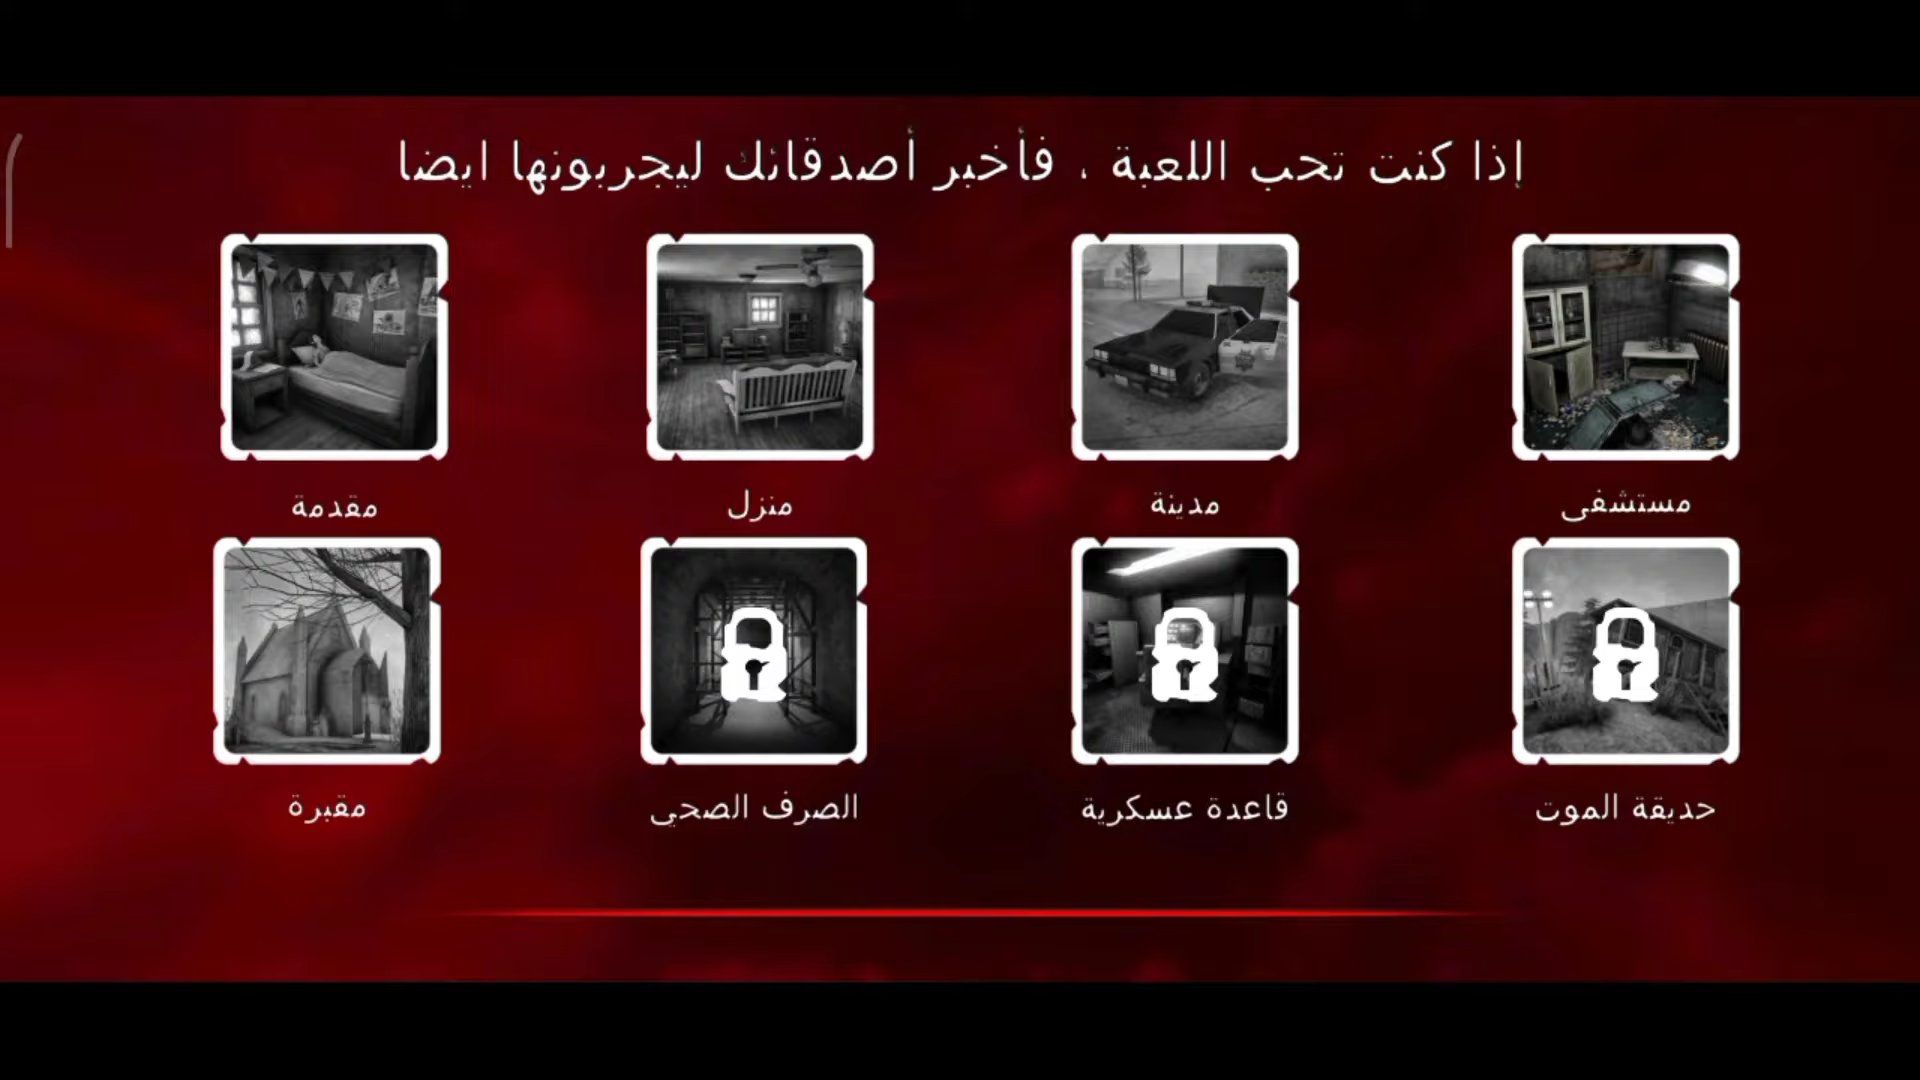 إذا كنت تحب اللعبة ، فأخبر أصدقائك ليجربونها ايضا
مقدمة
منزل
مدينة
مستشفى
مقبرة
الصرف الصحي
قاعدة عسكرية
حديقة الموت